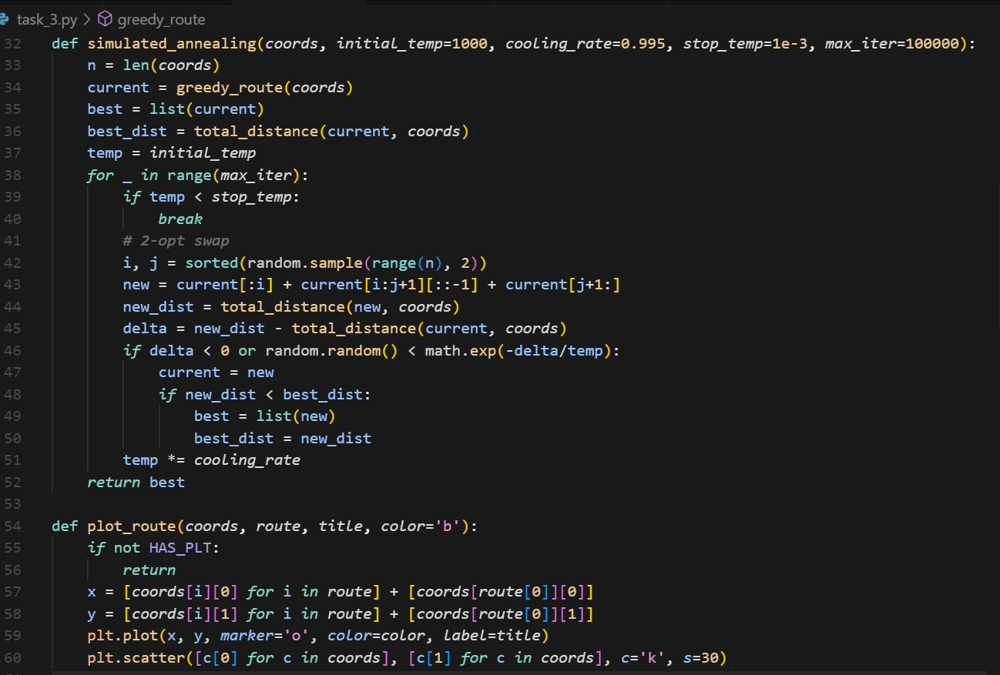 task_3.py > greedy_route
32 def simulated_annealing(coords, initial_temp=1000, cooling_rate=0.995, stop_temp=1e-3, max_iter=100000):
33     n = len(coords)
34     current = greedy_route(coords)
35     best = list(current)
36     best_dist = total_distance(current, coords)
37     temp = initial_temp
38     for _ in range(max_iter):
39         if temp < stop_temp:
40             break
41         # 2-opt swap
42         i, j = sorted(random.sample(range(n), 2))
43         new = current[:i] + current[i:j+1][::-1] + current[j+1:]
44         new_dist = total_distance(new, coords)
45         delta = new_dist - total_distance(current, coords)
46         if delta < 0 or random.random() < math.exp(-delta/temp):
47             current = new
48             if new_dist < best_dist:
49                 best = list(new)
50                 best_dist = new_dist
51         temp *= cooling_rate
52     return best
53
54 def plot_route(coords, route, title, color='b'):
55     if not HAS_PLT:
56         return
57     x = [coords[i][0] for i in route] + [coords[route[0]][0]]
58     y = [coords[i][1] for i in route] + [coords[route[0]][1]]
59     plt.plot(x, y, marker='o', color=color, label=title)
60     plt.scatter([c[0] for c in coords], [c[1] for c in coords], c='k', s=30)